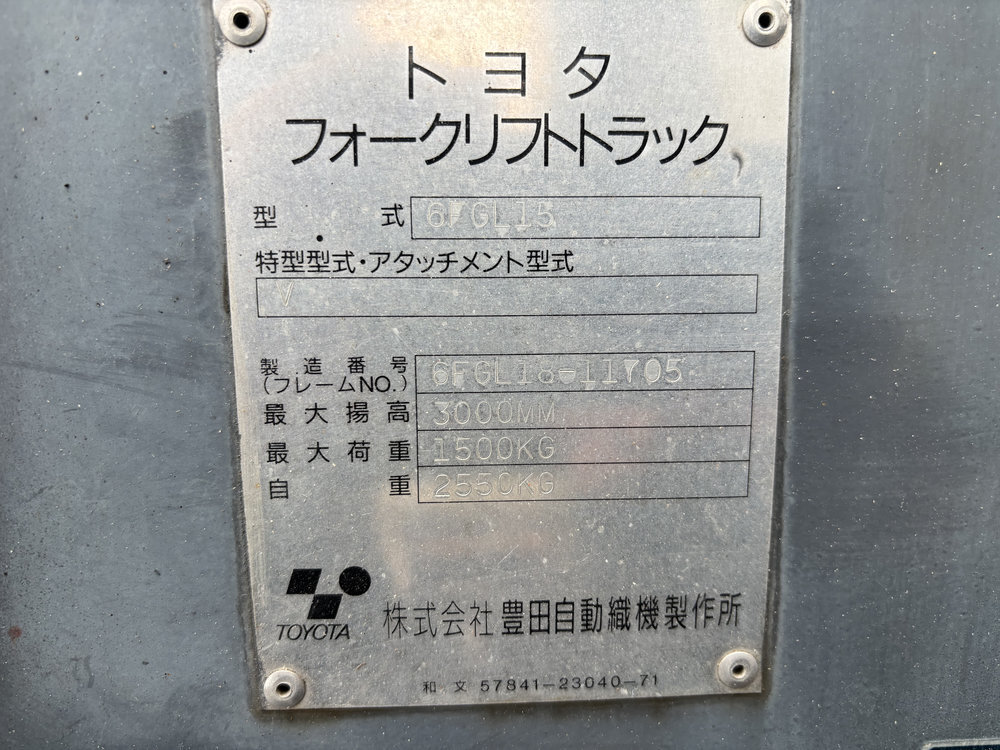 トヨタ
フォークリフトトラック
型式 6FGL15
特型型式・アタッチメント型式
V
製造番号
(フレームNO.) 6FGL18-11705
最大揚高 3000MM
最大荷重 1500KG
自重 2550KG
TOYOTA 株式会社 豊田自動織機製作所
和文 57841-23040-71